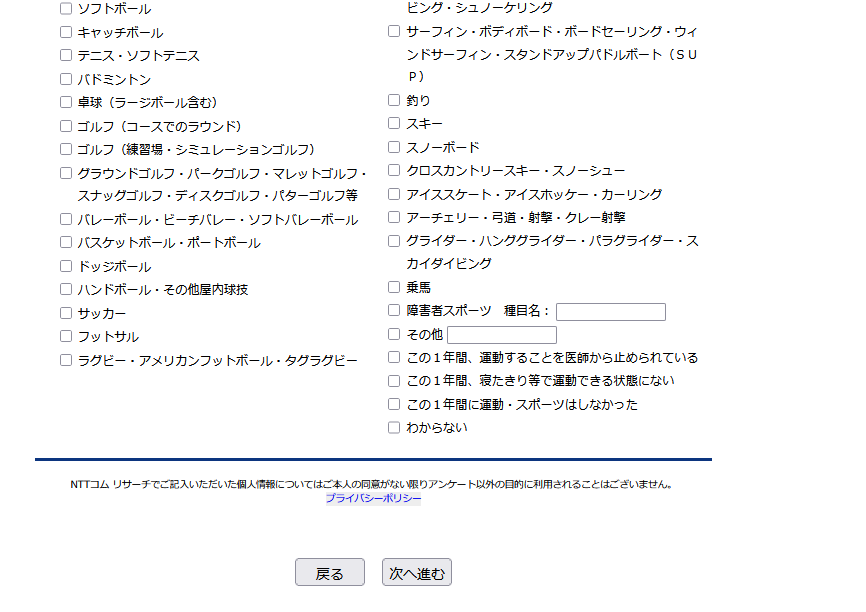 ソフトボール
キャッチボール
テニス・ソフトテニス
バドミントン
卓球（ラージボール含む）
ゴルフ（コースでのラウンド）
ゴルフ（練習場・シミュレーションゴルフ）
グラウンドゴルフ・パークゴルフ・マレットゴルフ・
スナッグゴルフ・ディスクゴルフ・パターゴルフ等
バレーボール・ビーチバレー・ソフトバレーボール
バスケットボール・ポートボール
ドッジボール
ハンドボール・その他屋内球技
サッカー
フットサル
ラグビー・アメリカンフットボール・タグラグビー
ビング・シュノーケリング
サーフィン・ボディボード・ボードセーリング・ウィ
ンドサーフィン・スタンドアップパドルボート（ＳＵ
Ｐ）
釣り
スキー
スノーボード
クロスカントリースキー・スノーシュー
アイススケート・アイスホッケー・カーリング
アーチェリー・弓道・射撃・クレー射撃
グライダー・ハンググライダー・パラグライダー・ス
カイダイビング
乗馬
障害者スポーツ　種目名：
その他
この１年間、運動することを医師から止められている
この１年間、寝たきり等で運動できる状態にない
この１年間に運動・スポーツはしなかった
わからない
NTTコム リサーチでご記入いただいた個人情報についてはご本人の同意がない限りアンケート以外の目的に利用されることはございません。
プライバシーポリシー
戻る
次へ進む